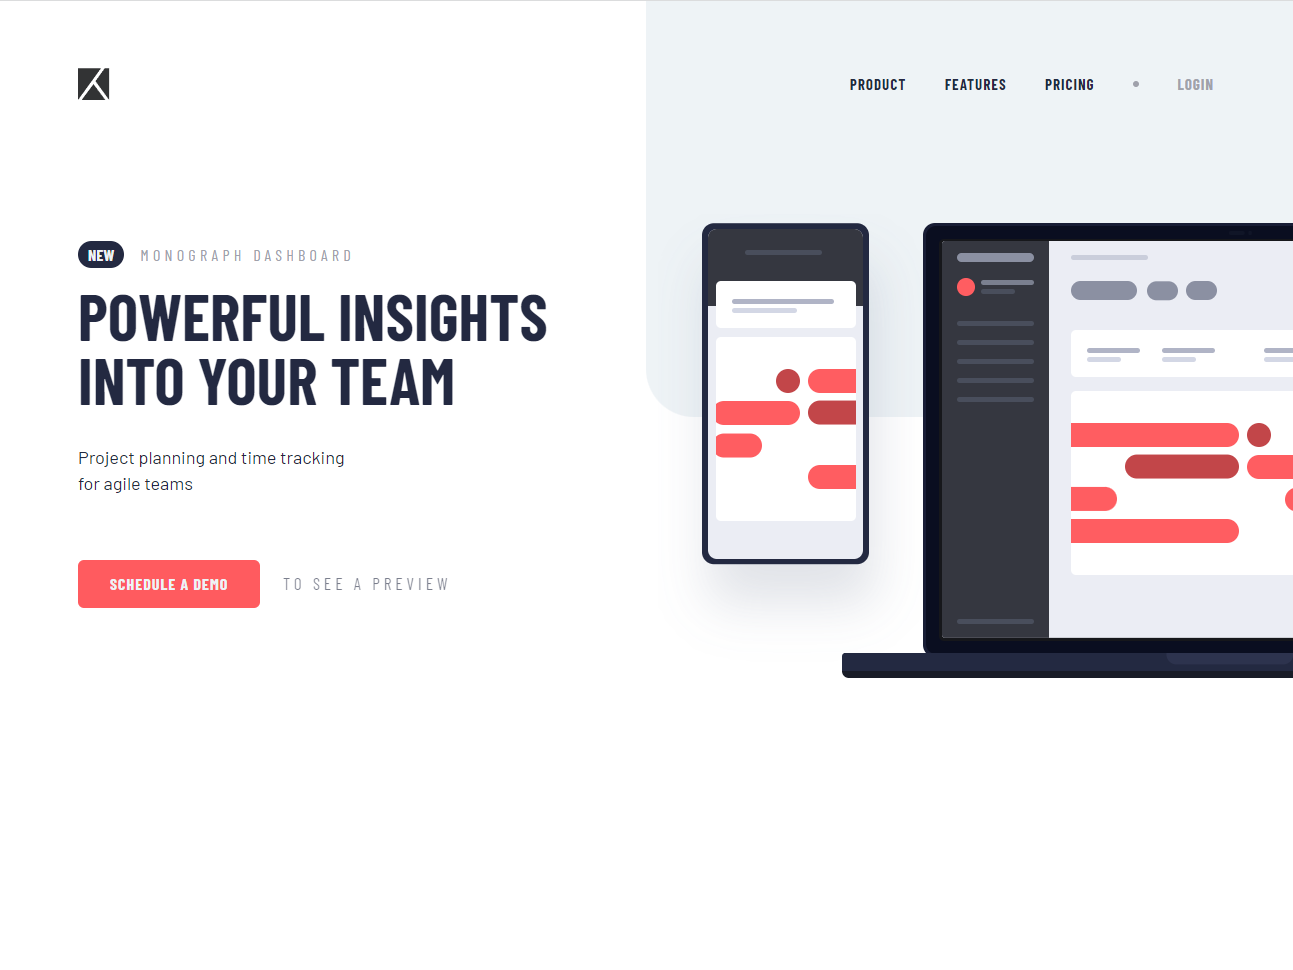 PRODUCT FEATURES PRICING • LOGIN
NEW MONOGRAPH DASHBOARD
POWERFUL INSIGHTS
INTO YOUR TEAM
Project planning and time tracking
for agile teams
SCHEDULE A DEMO TO SEE A PREVIEW